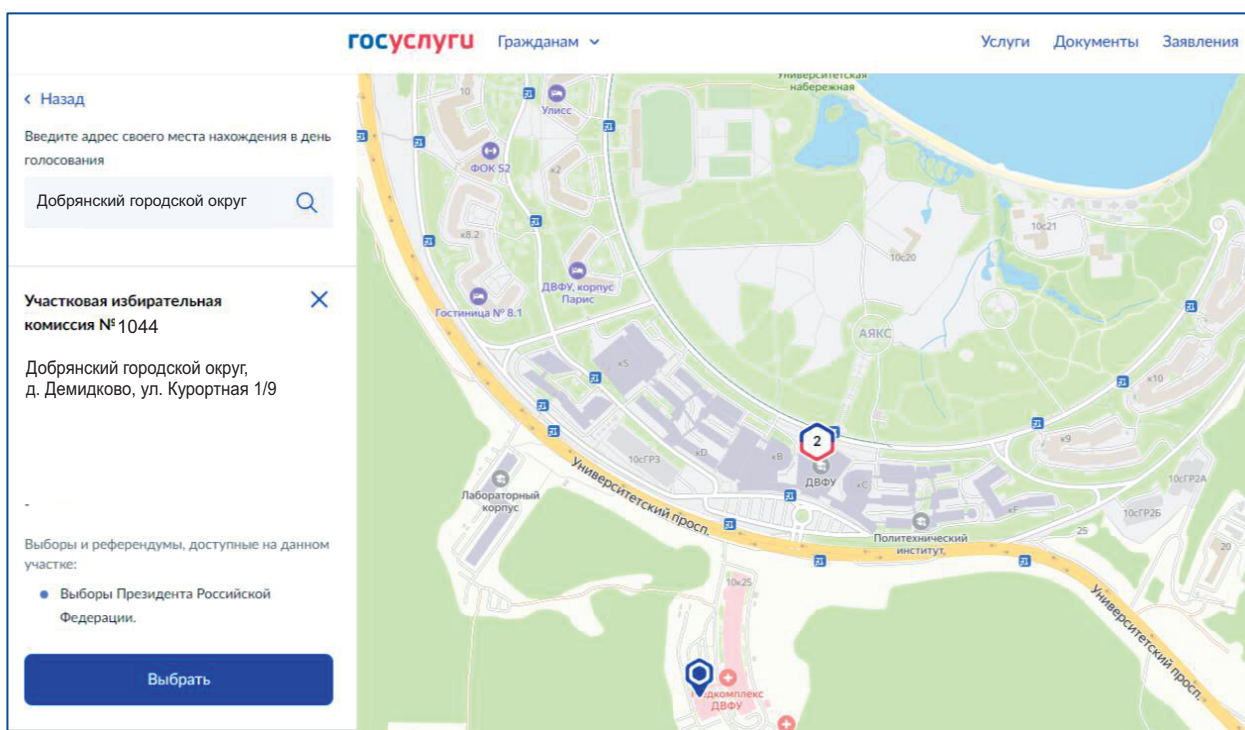 госуслуги Гражданам Услуги Документы Заявления
Назад
Введите адрес своего места нахождения в день
голосования
Добрянский городской округ
Участковая избирательная
комиссия № 1044
Добрянский городской округ,
д. Демидково, ул. Курортная 1/9
-
Выборы и референдумы, доступные на данном
участке:
Выборы Президента Российской
Федерации.
Выбрать
Университетская
набережная
10
Улисс
ФОК S2
к2
к8.2
ДВФУ, корпус
Парис
Гостиница № 8.1
10с21
10с20
АЯКС
кS
к10
2
к9
10сГР3
кD
кB
ДВФУ
кC
кF
10сГР2А
10сГР2Б
Лабораторный
корпус
Университетский просп.
Политехнический
институт,
25
20
10к25
Университетский просп.
Медкомплекс
ДВФУ